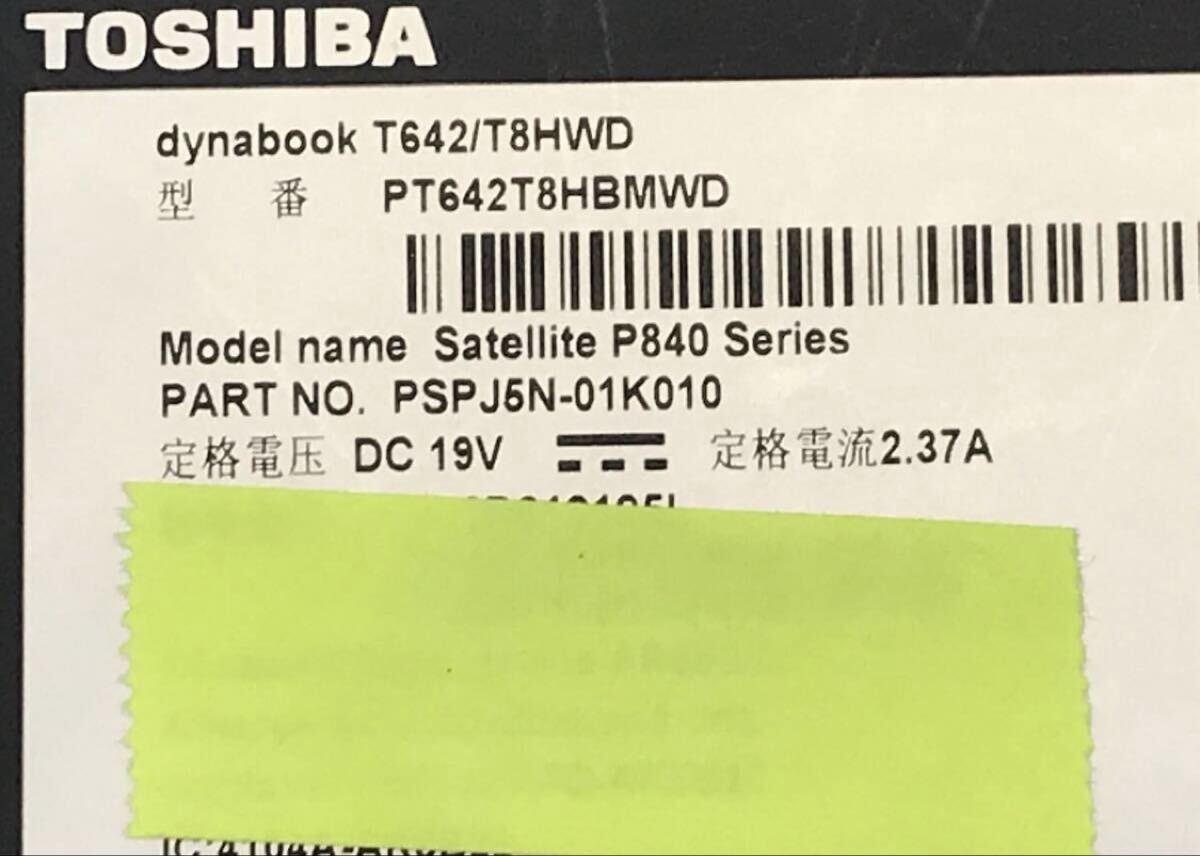 TOSHIBA
dynabook T642/T8HWD
型 番 PT642T8HBMWD
Model name Satellite P840 Series
PART NO. PSPJ5N-01K010
定格電圧 DC 19V 定格電流2.37A